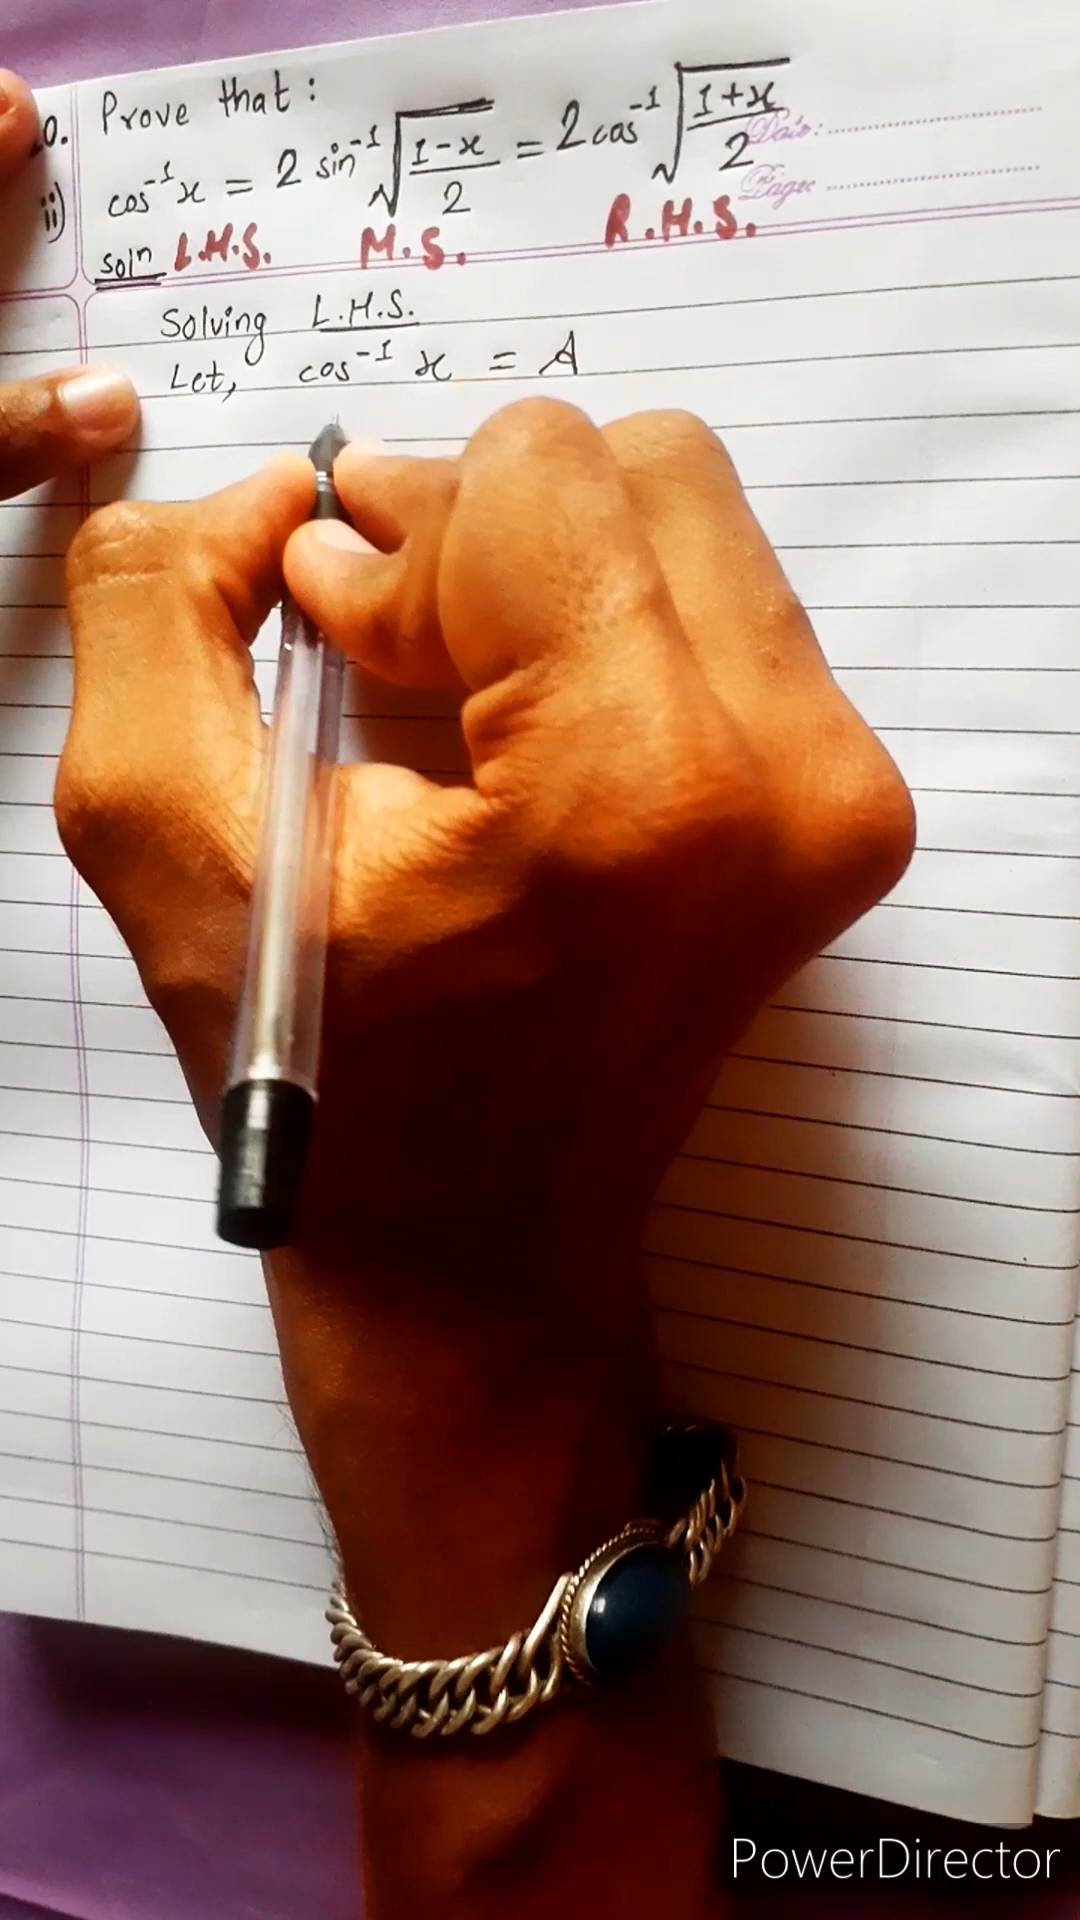 10. Prove that:
ii) cos⁻¹x = 2 sin⁻¹√((1-x)/2) = 2 cos⁻¹√((1+x)/2)
Date:
Page:
L.H.S. M.S. R.H.S.
Solⁿ
Solving L.H.S.
Let, cos⁻¹ x = A
PowerDirector